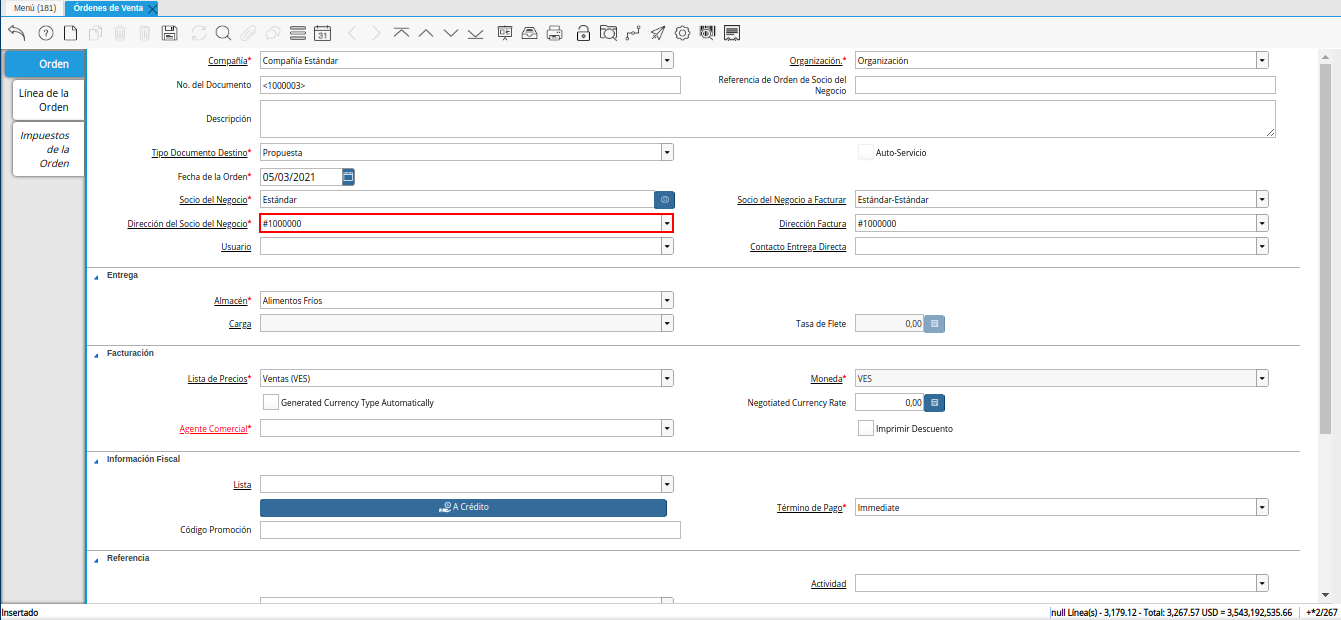 Menú (181)
Órdenes de Venta
31
Orden
Línea de la
Orden
Impuestos
de la
Orden
Compañía* Compañía Estándar
Organización.* Organización
No. del Documento <1000003>
Referencia de Orden de Socio del
Negocio
Descripción
Tipo Documento Destino* Propuesta
Auto-Servicio
Fecha de la Orden* 05/03/2021
Socio del Negocio* Estándar
Socio del Negocio a Facturar Estándar-Estándar
Dirección del Socio del Negocio* #1000000
Dirección Factura #1000000
Usuario
Contacto Entrega Directa
Entrega
Almacén* Alimentos Fríos
Carga
Tasa de Flete 0,00
Facturación
Lista de Precios* Ventas (VES)
Moneda* VES
Generated Currency Type Automatically
Negotiated Currency Rate 0,00
Agente Comercial*
Imprimir Descuento
Información Fiscal
Lista
A Crédito
Término de Pago* Immediate
Código Promoción
Referencia
Actividad
Insertado
null Línea(s) - 3,179.12 - Total: 3,267.57 USD = 3,543,192,535.66
+*2/267